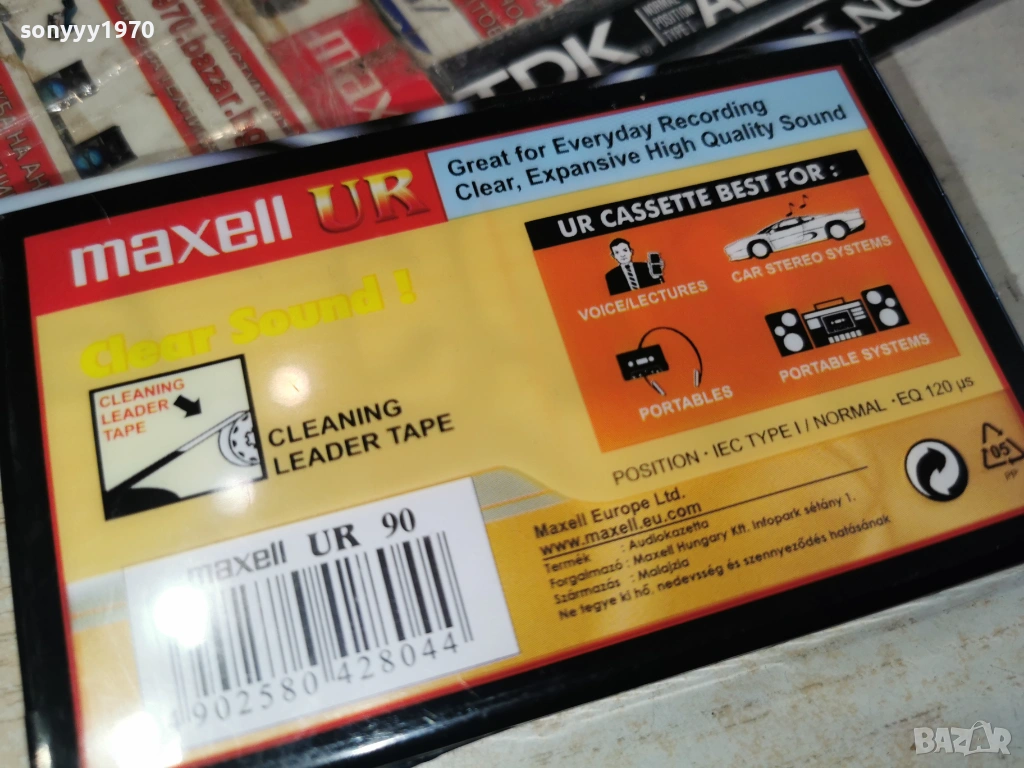 sonyyy1970
TDK
maxell UR
Great for Everyday Recording
Clear, Expansive High Quality Sound
Clear Sound !
CLEANING
LEADER
TAPE
CLEANING
LEADER TAPE
UR CASSETTE BEST FOR :
VOICE/LECTURES
CAR STEREO SYSTEMS
PORTABLES
PORTABLE SYSTEMS
POSITION · IEC TYPE I / NORMAL · EQ 120 µs
Maxell Europe Ltd.
www.maxell.eu.com
Termék : Audiokazetta
Forgalmazó : Maxell Hungary Kft. Infopark sétány 1.
Származás : Malajzia
Ne tegye ki hő, nedevsség és szennyeződés hatásának
05
PP
maxell UR 90
4902580428044
BAZAR